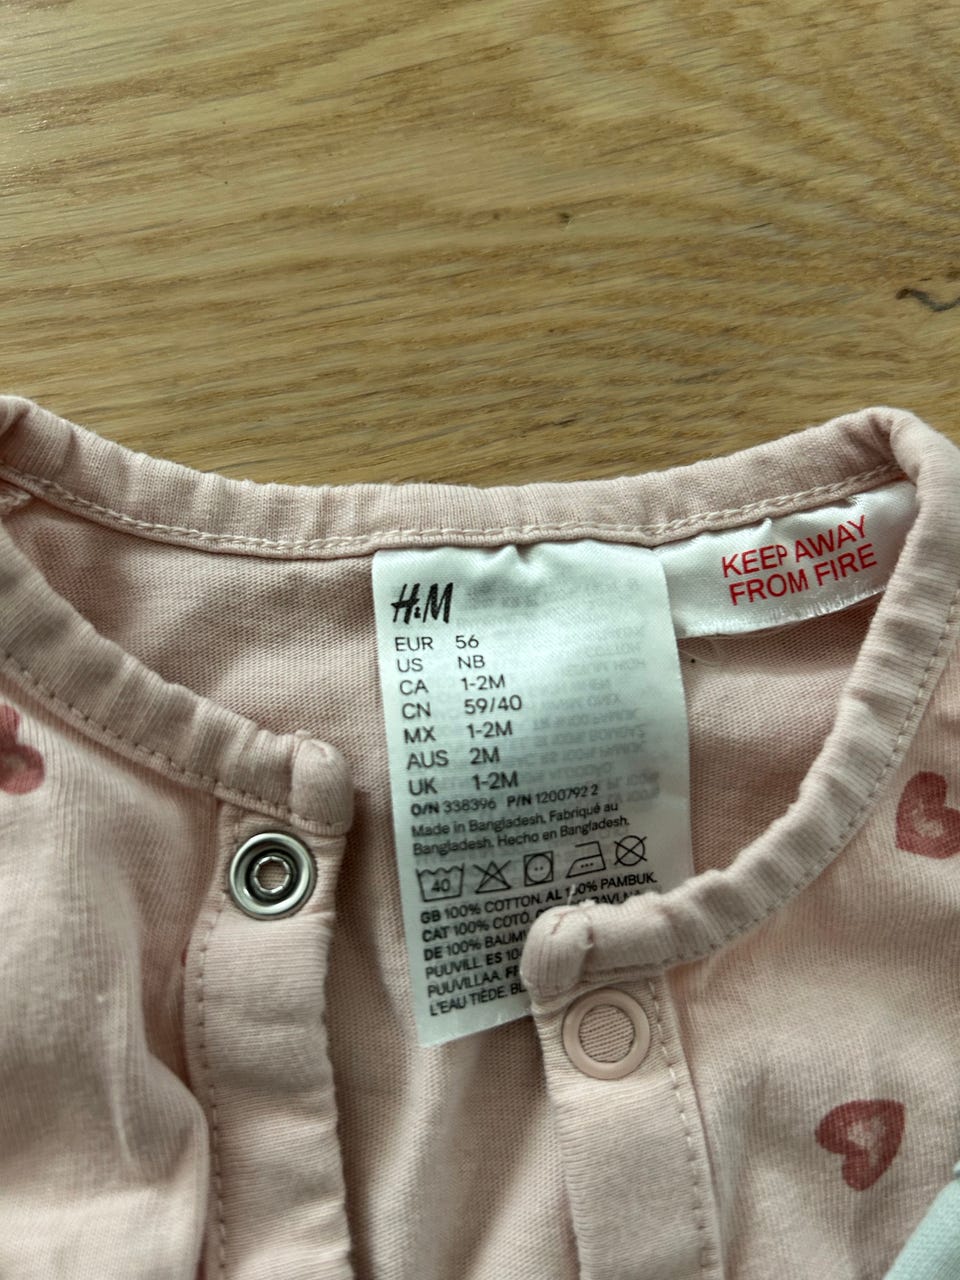 H&M
EUR 56
US NB
CA 1-2M
CN 59/40
MX 1-2M
AUS 2M
UK 1-2M
O/N 338396 P/N 1200792 2
Made in Bangladesh. Fabriqué au
Bangladesh. Hecho en Bangladesh.
40
GB 100% COTTON. AL 100% PAMBUK.
CAT 100% COTÓ.
DE 100%
PUUVILL. ES
PUUVILLAA.
L'EAU TIÈDE.
KEEP AWAY
FROM FIRE